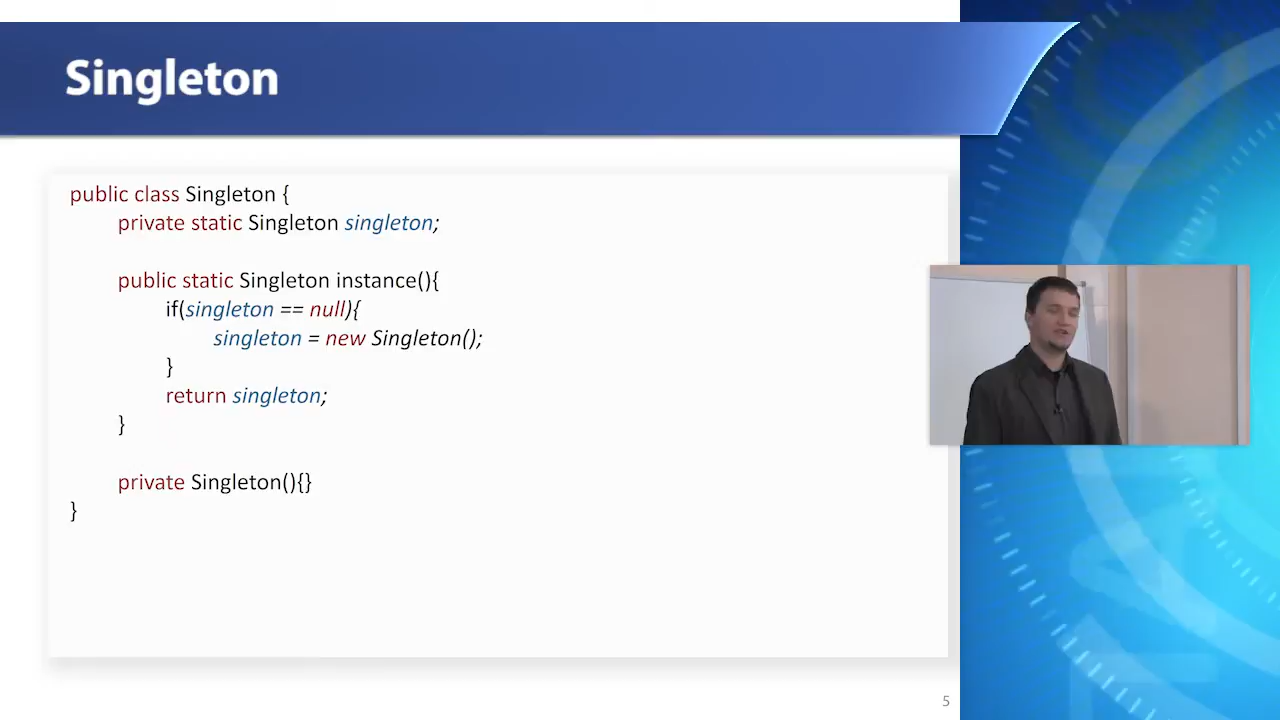 Singleton
public class Singleton {
private static Singleton singleton;
public static Singleton instance(){
if(singleton == null){
singleton = new Singleton();
}
return singleton;
}
private Singleton(){}
}
5